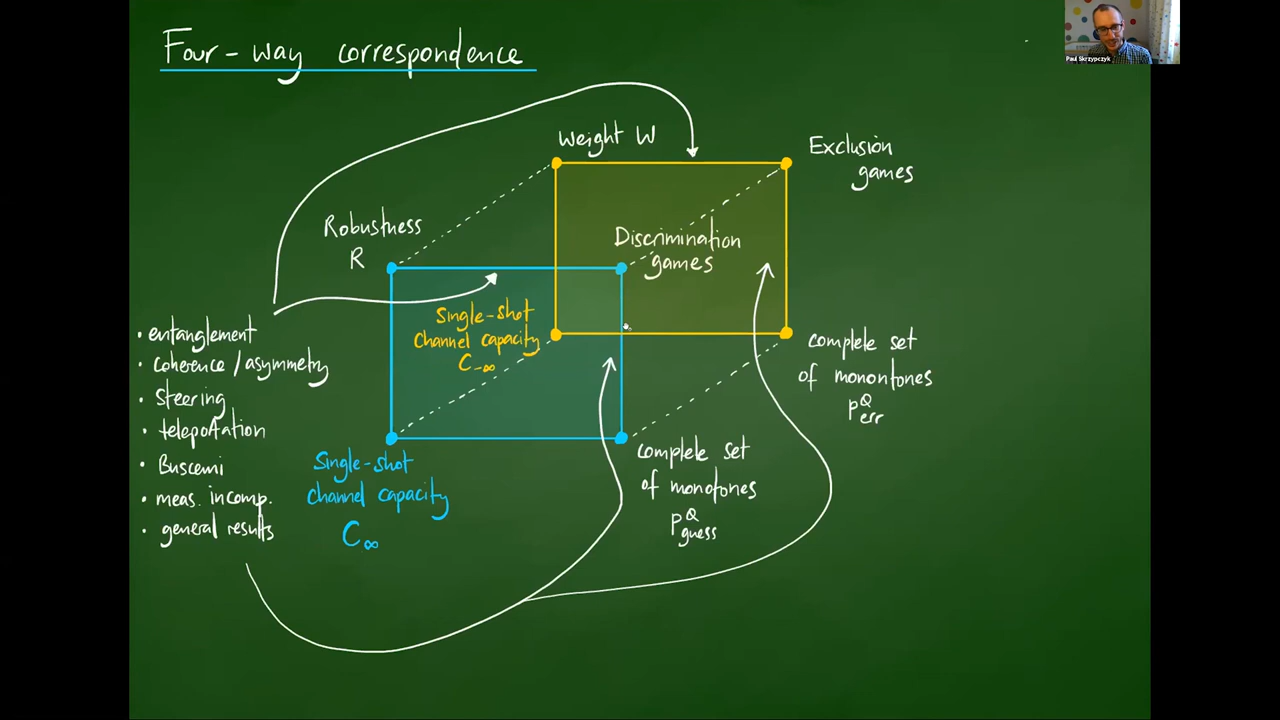 Four-way correspondence
Paul Skrzypczyk
Weight W
Exclusion
games
Robustness
R
Discrimination
games
Single-shot
channel capacity
C-∞
• entanglement
• coherence / asymmetry
• steering
• teleportation
• Buscemi
• meas. incomp.
• general results
complete set
of monontones
P^Q_err
Single-shot
channel capacity
C∞
complete set
of monotones
P^Q_guess